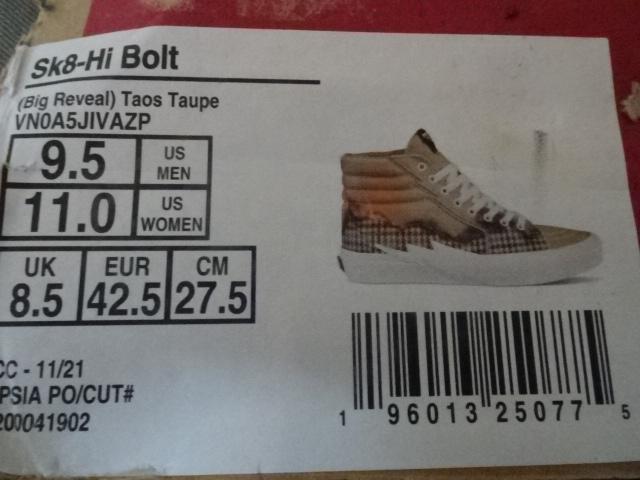 Sk8-Hi Bolt
(Big Reveal) Taos Taupe
VN0A5JIVAZP
9.5 US MEN
11.0 US WOMEN
UK EUR CM
8.5 42.5 27.5
CC - 11/21
PSIA PO/CUT#
200041902
1 96013 25077 5